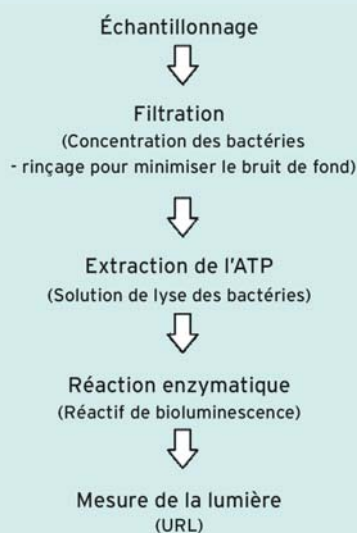 Échantillonnage
Filtration
(Concentration des bactéries
- rinçage pour minimiser le bruit de fond)
Extraction de l'ATP
(Solution de lyse des bactéries)
Réaction enzymatique
(Réactif de bioluminescence)
Mesure de la lumière
(URL)